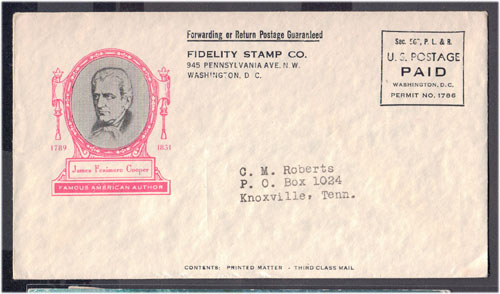 Forwarding or Return Postage Guaranteed
FIDELITY STAMP CO.
945 PENNSYLVANIA AVE. N. W.
WASHINGTON, D. C.
Sec. 562, P. L. & R.
U. S. POSTAGE
PAID
WASHINGTON, D.C.
PERMIT NO. 1786
1789 1851
James Fenimore Cooper
FAMOUS AMERICAN AUTHOR
C. M. Roberts
P. O. Box 1024
Knoxville, Tenn.
CONTENTS: PRINTED MATTER - THIRD CLASS MAIL